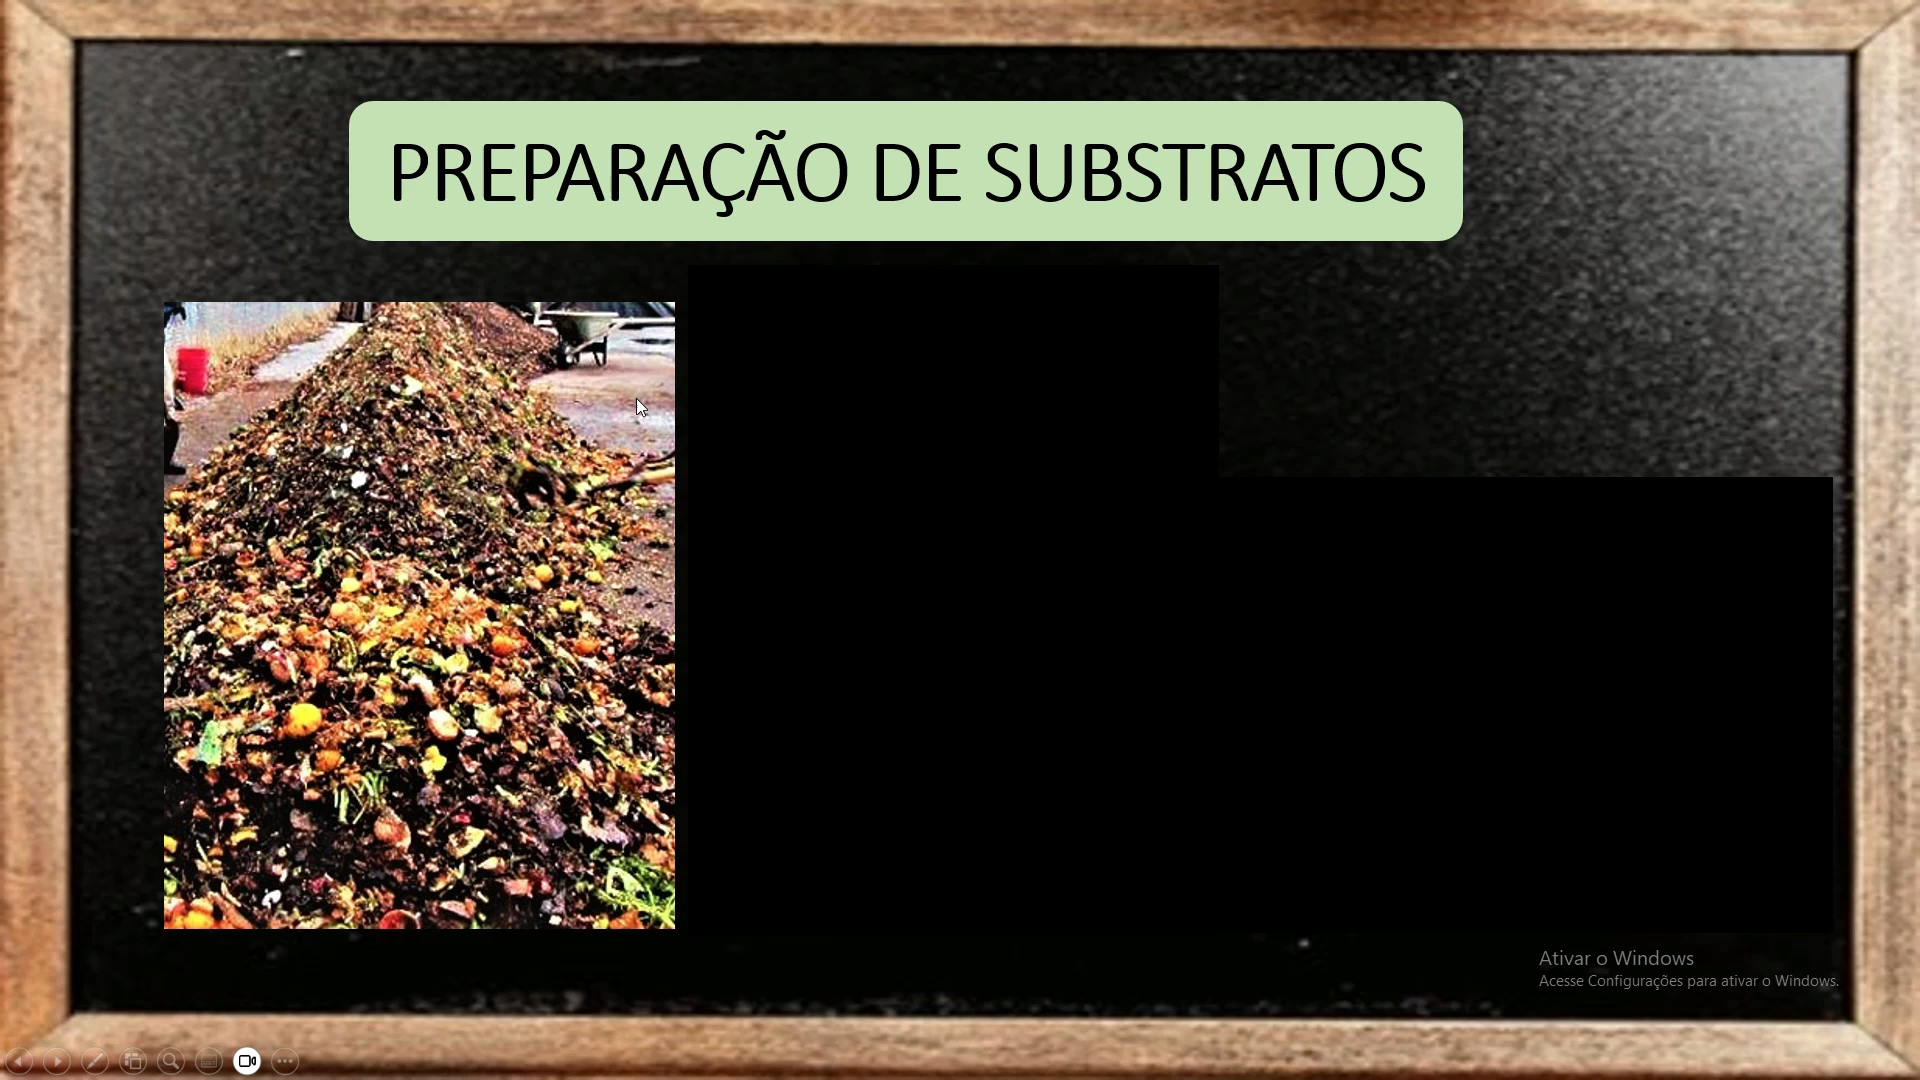 PREPARAÇÃO DE SUBSTRATOS
Ativar o Windows
Acesse Configurações para ativar o Windows.